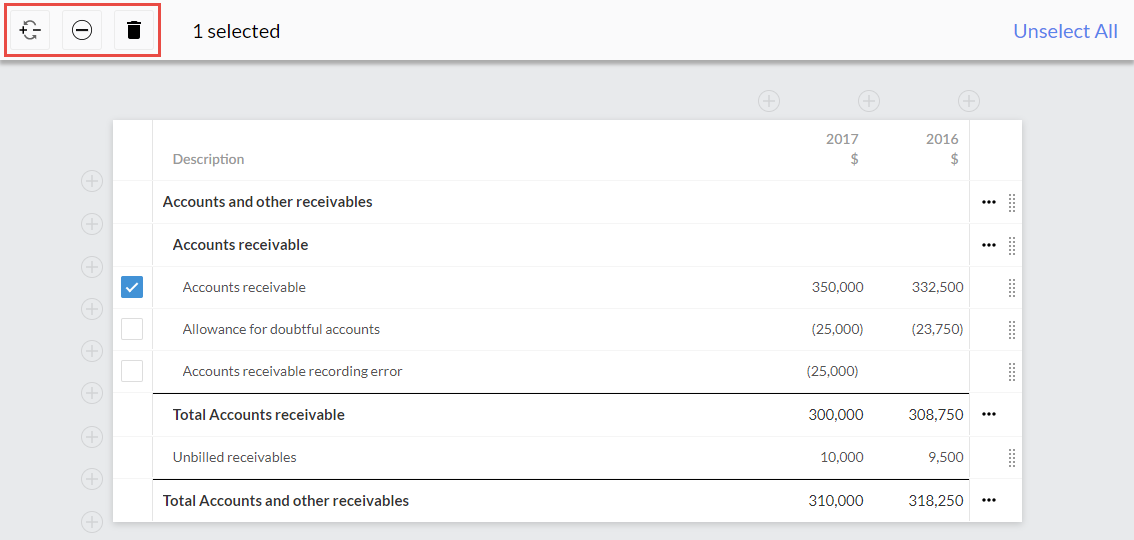 1 selected
Unselect All
2017 2016
Description $ $
Accounts and other receivables
Accounts receivable
Accounts receivable 350,000 332,500
Allowance for doubtful accounts (25,000) (23,750)
Accounts receivable recording error (25,000)
Total Accounts receivable 300,000 308,750
Unbilled receivables 10,000 9,500
Total Accounts and other receivables 310,000 318,250